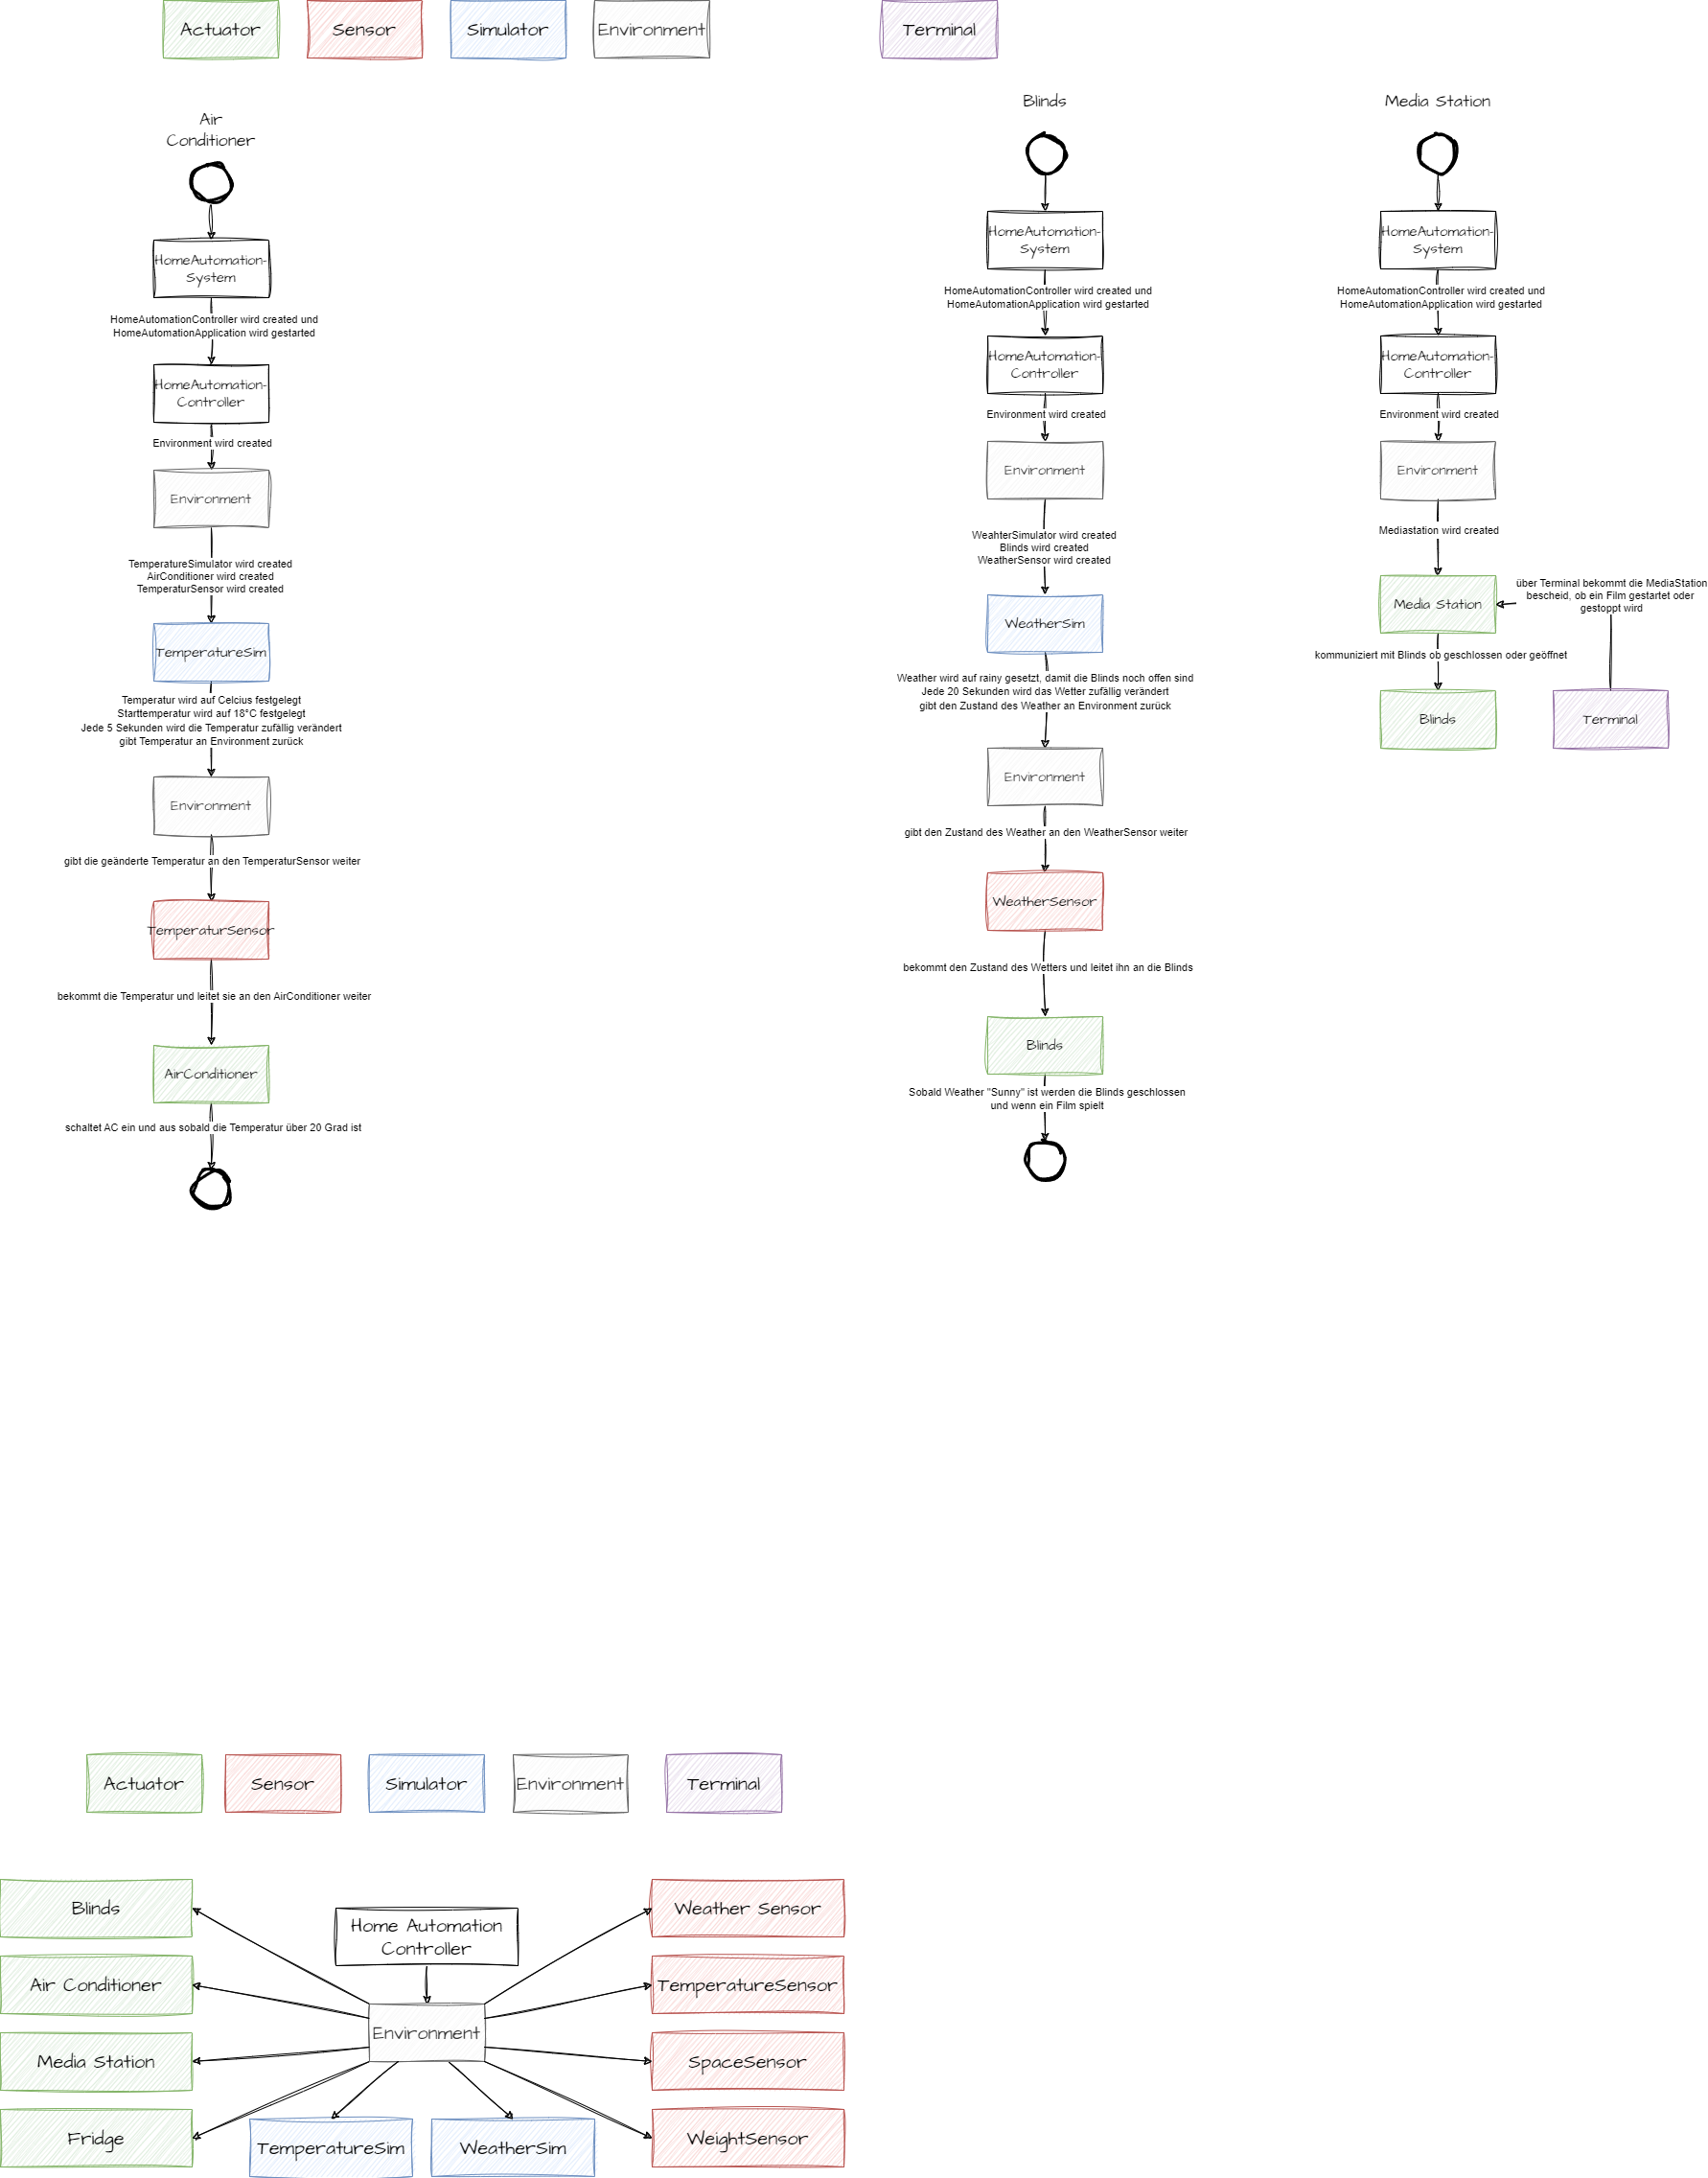 Actuator
Sensor
Simulator
Environment
Terminal
Air
Conditioner
HomeAutomation-
System
HomeAutomationController wird created und
HomeAutomationApplication wird gestarted
HomeAutomation-
Controller
Environment wird created
Environment
TemperatureSimulator wird created
AirConditioner wird created
TemperaturSensor wird created
TemperatureSim
Temperatur wird auf Celcius festgelegt
Starttemperatur wird auf 18°C festgelegt
Jede 5 Sekunden wird die Temperatur zufällig verändert
gibt Temperatur an Environment zurück
Environment
gibt die geänderte Temperatur an den TemperaturSensor weiter
TemperaturSensor
bekommt die Temperatur und leitet sie an den AirConditioner weiter
AirConditioner
schaltet AC ein und aus sobald die Temperatur über 20 Grad ist
Blinds
HomeAutomation-
System
HomeAutomationController wird created und
HomeAutomationApplication wird gestarted
HomeAutomation-
Controller
Environment wird created
Environment
WeahterSimulator wird created
Blinds wird created
WeatherSensor wird created
WeatherSim
Weather wird auf rainy gesetzt, damit die Blinds noch offen sind
Jede 20 Sekunden wird das Wetter zufällig verändert
gibt den Zustand des Weather an Environment zurück
Environment
gibt den Zustand des Weather an den WeatherSensor weiter
WeatherSensor
bekommt den Zustand des Wetters und leitet ihn an die Blinds
Blinds
Sobald Weather "Sunny" ist werden die Blinds geschlossen
und wenn ein Film spielt
Media Station
HomeAutomation-
System
HomeAutomationController wird created und
HomeAutomationApplication wird gestarted
HomeAutomation-
Controller
Environment wird created
Environment
Mediastation wird created
Media Station
über Terminal bekommt die MediaStation
bescheid, ob ein Film gestartet oder
gestoppt wird
kommuniziert mit Blinds ob geschlossen oder geöffnet
Blinds
Terminal
Actuator
Sensor
Simulator
Environment
Terminal
Blinds
Air Conditioner
Media Station
Fridge
Home Automation
Controller
Environment
TemperatureSim
WeatherSim
Weather Sensor
TemperatureSensor
SpaceSensor
WeightSensor